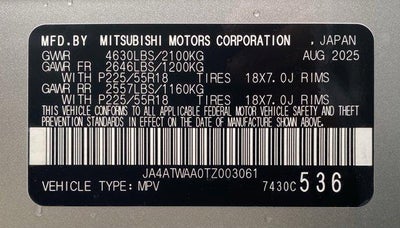 MFD.BY MITSUBISHI MOTORS CORPORATION , JAPAN
GVWR 4630LBS/2100KG AUG 2025
GAWR FR 2646LBS/1200KG
WITH P225/55R18 TIRES 18X7.0J RIMS
GAWR RR 2557LBS/1160KG
WITH P225/55R18 TIRES 18X7.0J RIMS
THIS VEHICLE CONFORMS TO ALL APPLICABLE FEDERAL MOTOR VEHICLE SAFETY AND THEFT
PREVENTION STANDARDS IN EFFECT ON THE DATE OF MANUFACTURE SHOWN ABOVE.
JA4ATWAA0TZ003061
VEHICLE TYPE: MPV 7430C 536